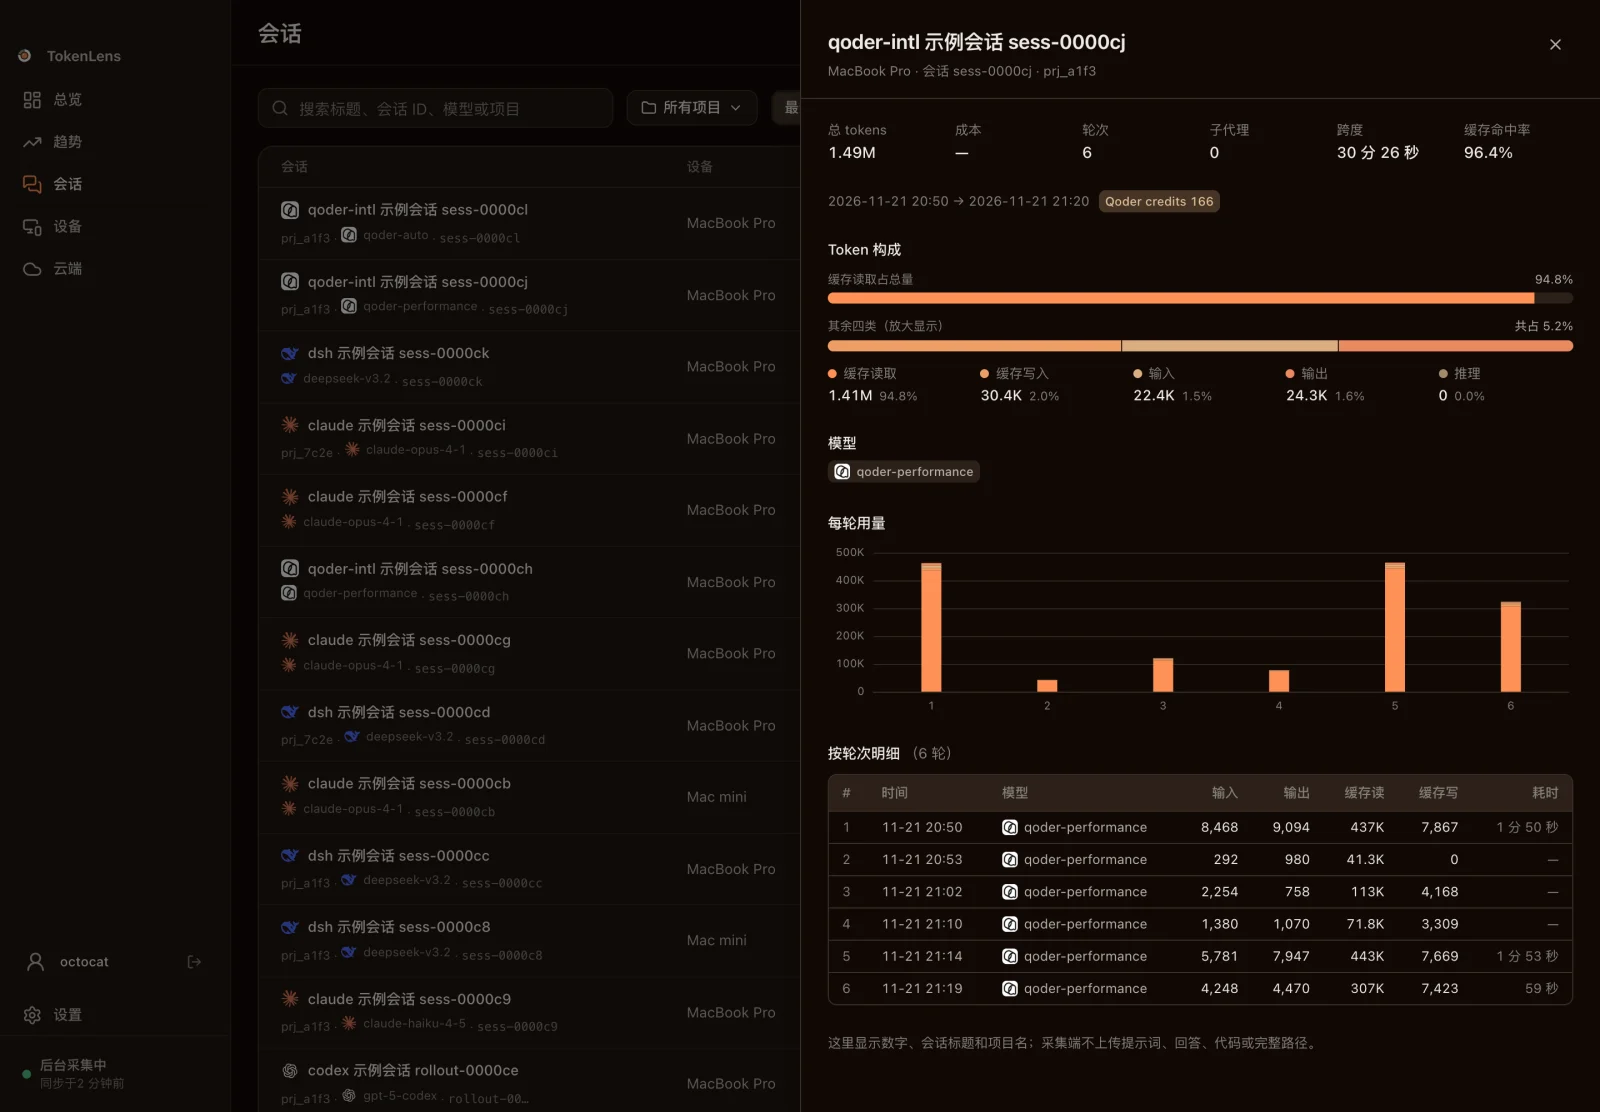 TokenLens
总览
趋势
会话
设备
云端
octocat
设置
后台采集中
同步于2 分钟前
会话
搜索标题、会话 ID、模型或项目
所有项目
最
会话
设备
qoder-intl 示例会话 sess-0000cl
prj_a1f3 · qoder-auto · sess-0000cl
MacBook Pro
qoder-intl 示例会话 sess-0000cj
prj_a1f3 · qoder-performance · sess-0000cj
MacBook Pro
dsh 示例会话 sess-0000ck
deepseek-v3.2 · sess-0000ck
MacBook Pro
claude 示例会话 sess-0000ci
prj_7c2e · claude-opus-4-1 · sess-0000ci
MacBook Pro
claude 示例会话 sess-0000cf
claude-opus-4-1 · sess-0000cf
MacBook Pro
qoder-intl 示例会话 sess-0000ch
qoder-performance · sess-0000ch
MacBook Pro
claude 示例会话 sess-0000cg
claude-opus-4-1 · sess-0000cg
MacBook Pro
dsh 示例会话 sess-0000cd
prj_7c2e · deepseek-v3.2 · sess-0000cd
MacBook Pro
claude 示例会话 sess-0000cb
claude-opus-4-1 · sess-0000cb
Mac mini
dsh 示例会话 sess-0000cc
prj_a1f3 · deepseek-v3.2 · sess-0000cc
MacBook Pro
dsh 示例会话 sess-0000c8
prj_a1f3 · deepseek-v3.2 · sess-0000c8
Mac mini
claude 示例会话 sess-0000c9
prj_a1f3 · claude-haiku-4-5 · sess-0000c9
MacBook Pro
codex 示例会话 rollout-0000ce
prj_a1f3 · gpt-5-codex · rollout-00…
MacBook Pro
qoder-intl 示例会话 sess-0000cj
MacBook Pro · 会话 sess-0000cj · prj_a1f3
总 tokens 成本 轮次 子代理 跨度 缓存命中率
1.49M — 6 0 30 分 26 秒 96.4%
2026-11-21 20:50 → 2026-11-21 21:20 Qoder credits 166
Token 构成
缓存读取占总量 94.8%
其余四类（放大显示） 共占 5.2%
缓存读取 缓存写入 输入 输出 推理
1.41M 94.8% 30.4K 2.0% 22.4K 1.5% 24.3K 1.6% 0 0.0%
模型
qoder-performance
每轮用量
500K
400K
300K
200K
100K
0
1 2 3 4 5 6
按轮次明细 （6 轮）
# 时间 模型 输入 输出 缓存读 缓存写 耗时
1 11-21 20:50 qoder-performance 8,468 9,094 437K 7,867 1 分 50 秒
2 11-21 20:53 qoder-performance 292 980 41.3K 0 —
3 11-21 21:02 qoder-performance 2,254 758 113K 4,168 —
4 11-21 21:10 qoder-performance 1,380 1,070 71.8K 3,309 —
5 11-21 21:14 qoder-performance 5,781 7,947 443K 7,669 1 分 53 秒
6 11-21 21:19 qoder-performance 4,248 4,470 307K 7,423 59 秒
这里显示数字、会话标题和项目名；采集端不上传提示词、回答、代码或完整路径。